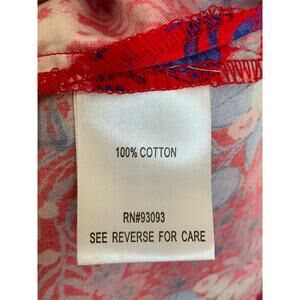 100% COTTON
RN#93093
SEE REVERSE FOR CARE